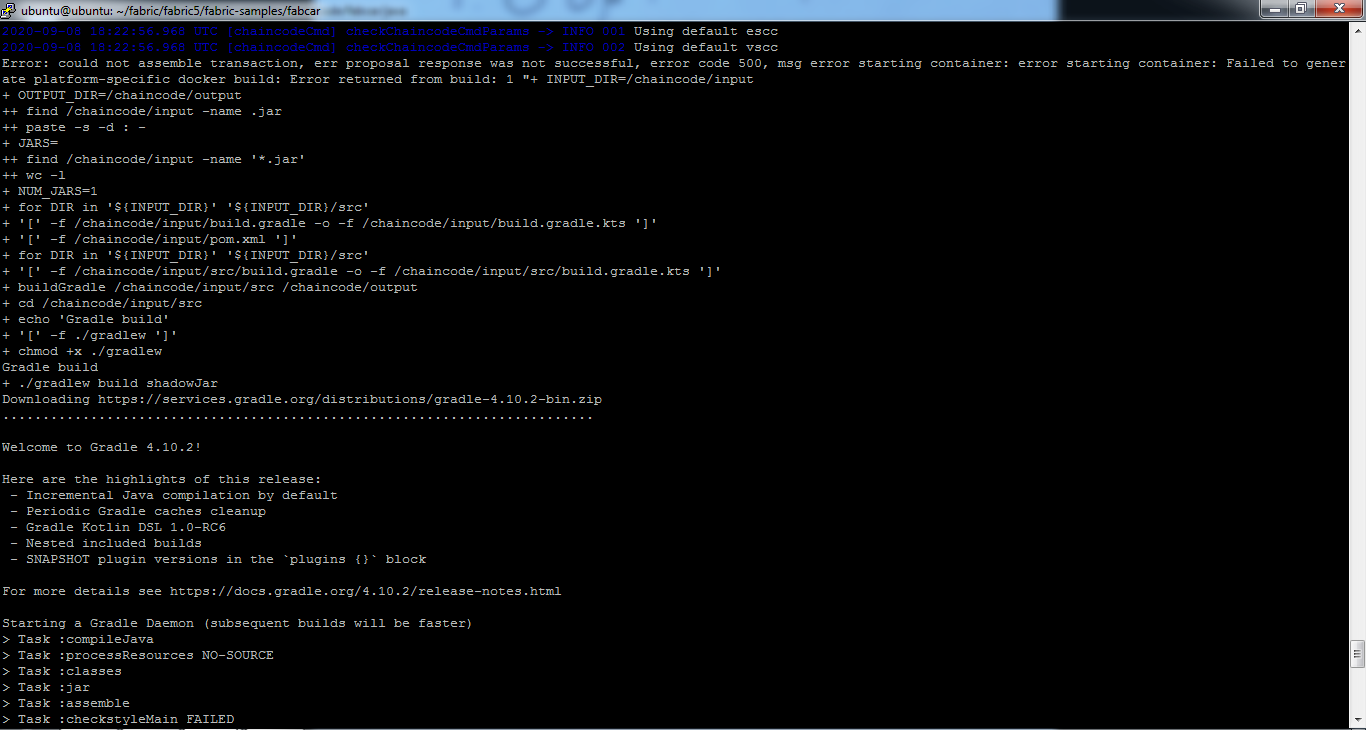 ubuntu@ubuntu: ~/fabric/fabric5/fabric-samples/fabcar
2020-09-08 18:22:56.968 UTC [chaincodeCmd] checkChaincodeCmdParams -> INFO 001 Using default escc
2020-09-08 18:22:56.968 UTC [chaincodeCmd] checkChaincodeCmdParams -> INFO 002 Using default vscc
Error: could not assemble transaction, err proposal response was not successful, error code 500, msg error starting container: error starting container: Failed to gener
ate platform-specific docker build: Error returned from build: 1 "+ INPUT_DIR=/chaincode/input
+ OUTPUT_DIR=/chaincode/output
++ find /chaincode/input -name .jar
++ paste -s -d : -
+ JARS=
++ find /chaincode/input -name '*.jar'
++ wc -l
+ NUM_JARS=1
+ for DIR in '${INPUT_DIR}' '${INPUT_DIR}/src'
+ '[' -f /chaincode/input/build.gradle -o -f /chaincode/input/build.gradle.kts ']'
+ '[' -f /chaincode/input/pom.xml ']'
+ for DIR in '${INPUT_DIR}' '${INPUT_DIR}/src'
+ '[' -f /chaincode/input/src/build.gradle -o -f /chaincode/input/src/build.gradle.kts ']'
+ buildGradle /chaincode/input/src /chaincode/output
+ cd /chaincode/input/src
+ echo 'Gradle build'
+ '[' -f ./gradlew ']'
+ chmod +x ./gradlew
Gradle build
+ ./gradlew build shadowJar
Downloading https://services.gradle.org/distributions/gradle-4.10.2-bin.zip
..........................................................................
Welcome to Gradle 4.10.2!
Here are the highlights of this release:
 - Incremental Java compilation by default
 - Periodic Gradle caches cleanup
 - Gradle Kotlin DSL 1.0-RC6
 - Nested included builds
 - SNAPSHOT plugin versions in the `plugins {}` block
For more details see https://docs.gradle.org/4.10.2/release-notes.html
Starting a Gradle Daemon (subsequent builds will be faster)
> Task :compileJava
> Task :processResources NO-SOURCE
> Task :classes
> Task :jar
> Task :assemble
> Task :checkstyleMain FAILED